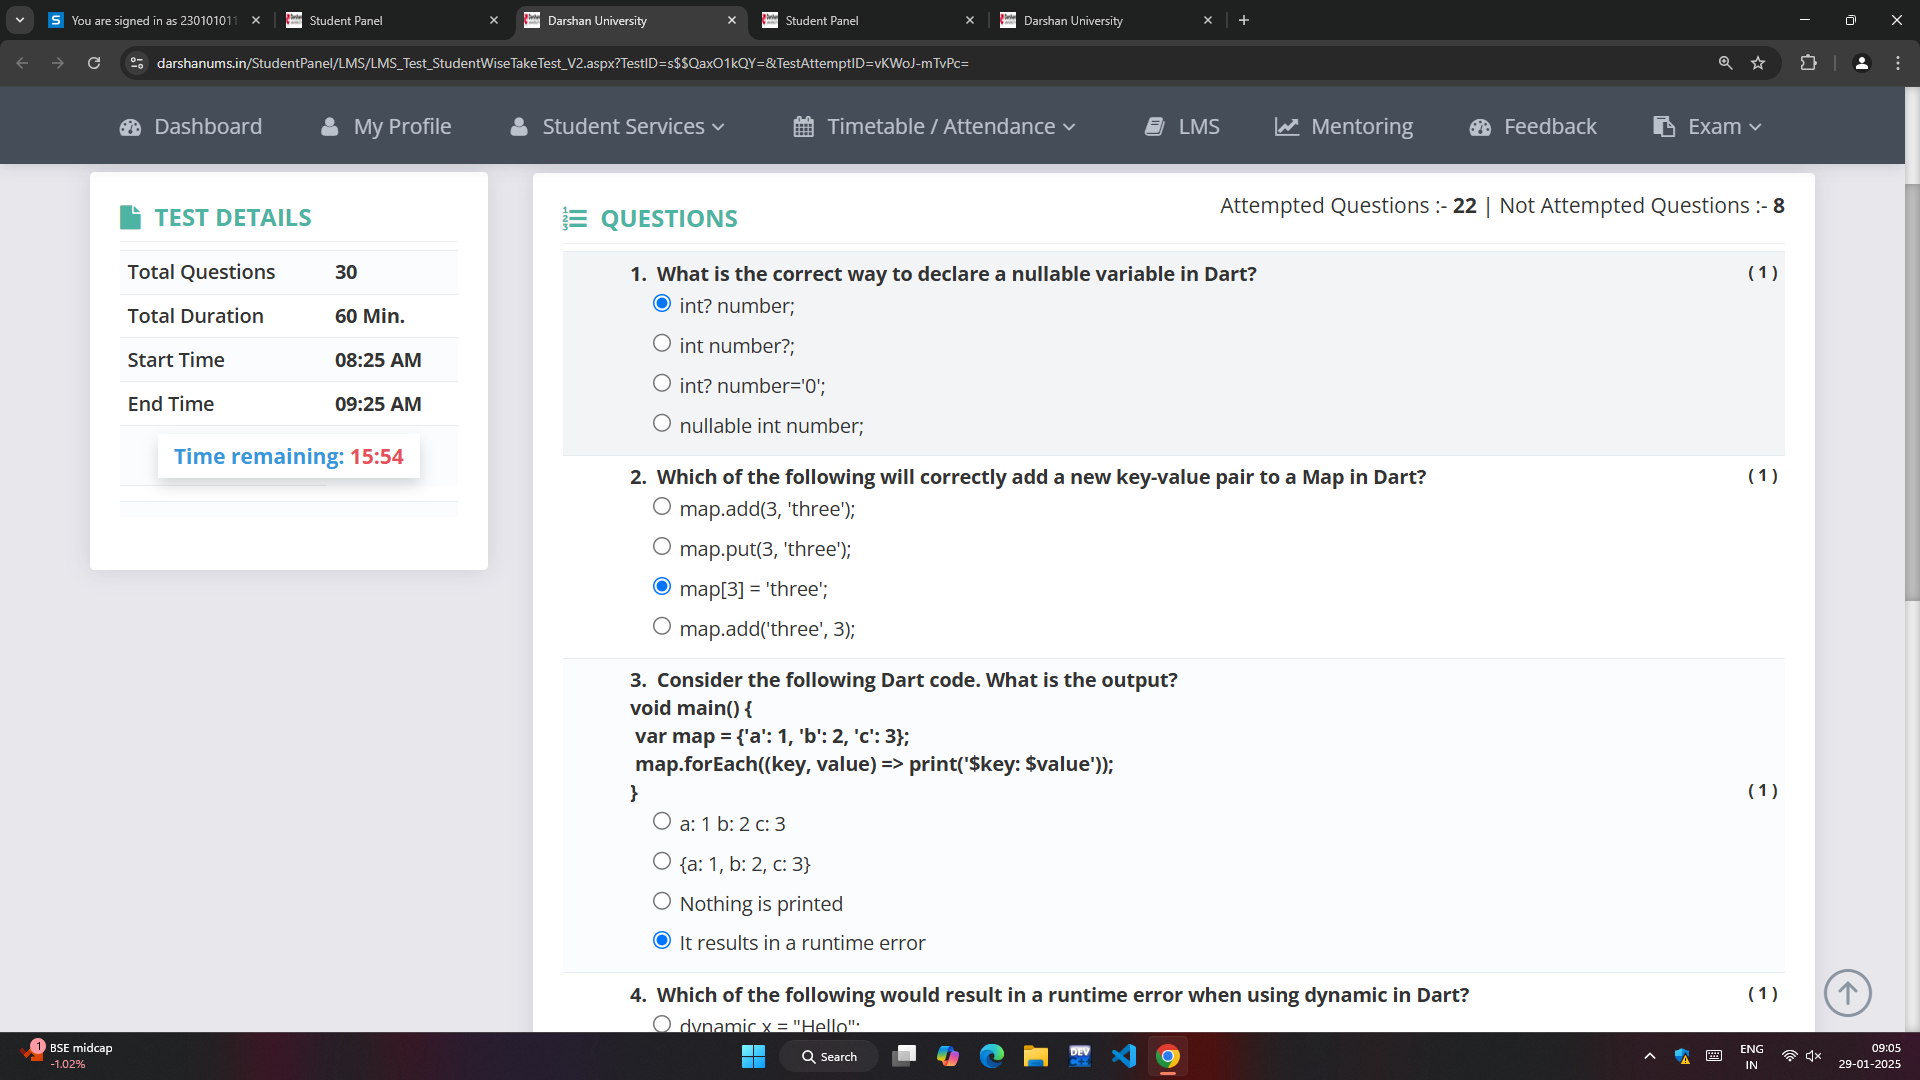 You are signed in as 230101011
Student Panel
Darshan University
Student Panel
Darshan University
darshanums.in/StudentPanel/LMS/LMS_Test_StudentWiseTakeTest_V2.aspx?TestID=s$$QaxO1kQY=&TestAttemptID=vKWoJ-mTvPc=
Dashboard
My Profile
Student Services
Timetable / Attendance
LMS
Mentoring
Feedback
Exam
TEST DETAILS
Total Questions 30
Total Duration 60 Min.
Start Time 08:25 AM
End Time 09:25 AM
Time remaining: 15:54
QUESTIONS
Attempted Questions :- 22 | Not Attempted Questions :- 8
1. What is the correct way to declare a nullable variable in Dart? ( 1 )
int? number;
int number?;
int? number='0';
nullable int number;
2. Which of the following will correctly add a new key-value pair to a Map in Dart? ( 1 )
map.add(3, 'three');
map.put(3, 'three');
map[3] = 'three';
map.add('three', 3);
3. Consider the following Dart code. What is the output?
void main() {
var map = {'a': 1, 'b': 2, 'c': 3};
map.forEach((key, value) => print('$key: $value'));
} ( 1 )
a: 1 b: 2 c: 3
{a: 1, b: 2, c: 3}
Nothing is printed
It results in a runtime error
4. Which of the following would result in a runtime error when using dynamic in Dart? ( 1 )
dynamic x = "Hello";
1
BSE midcap
-1.02%
Search
DEV
ENG
IN
09:05
29-01-2025